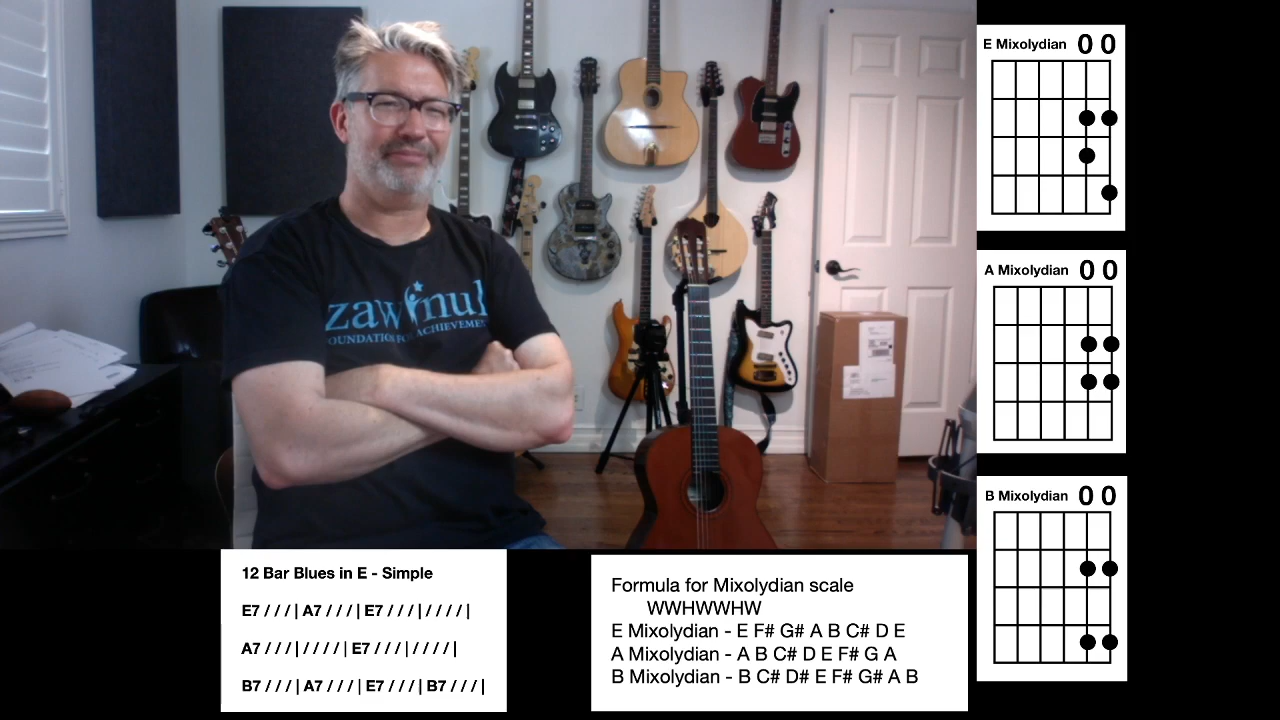 zawinul
FOUNDATION FOR ACHIEVEMENT
E Mixolydian 0 0
A Mixolydian 0 0
B Mixolydian 0 0
12 Bar Blues in E - Simple
E7 / / / | A7 / / / | E7 / / / | / / / / |
A7 / / / | / / / / | E7 / / / | / / / / |
B7 / / / | A7 / / / | E7 / / / | B7 / / / |
Formula for Mixolydian scale
WWHWWHW
E Mixolydian - E F# G# A B C# D E
A Mixolydian - A B C# D E F# G A
B Mixolydian - B C# D# E F# G# A B